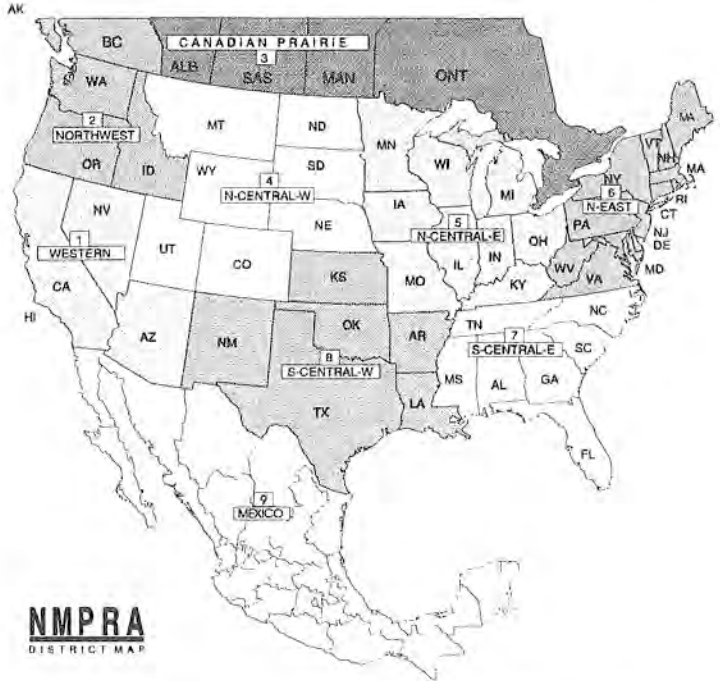 AK
BC
CANADIAN PRAIRIE
3
ALB
SAS
MAN
ONT
WA
2
NORTHWEST
OR
ID
MT
ND
MN
WY
4
N-CENTRAL-W
SD
NE
WI
MI
IA
5
N-CENTRAL-E
IL
IN
OH
MO
KY
MA
VT
NH
MA
NY
6
N-EAST
RI
CT
PA
NJ
DE
MD
WV
VA
NV
1
WESTERN
CA
UT
CO
HI
AZ
NM
KS
OK
AR
8
S-CENTRAL-W
TX
LA
TN
NC
7
S-CENTRAL-E
SC
MS
AL
GA
FL
9
MEXICO
NMPRA
DISTRICT MAP